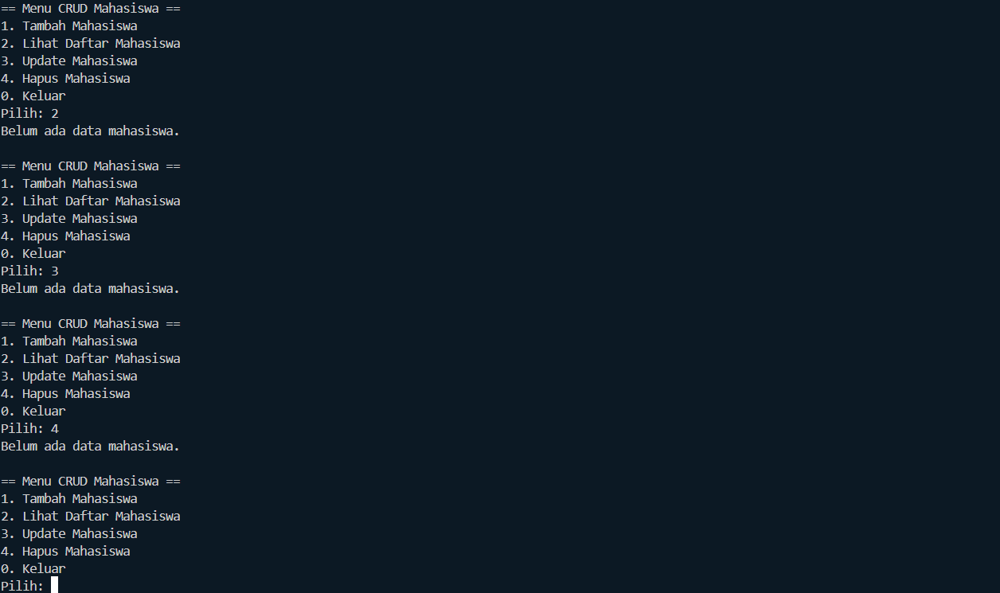 == Menu CRUD Mahasiswa ==
1. Tambah Mahasiswa
2. Lihat Daftar Mahasiswa
3. Update Mahasiswa
4. Hapus Mahasiswa
0. Keluar
Pilih: 2
Belum ada data mahasiswa.

== Menu CRUD Mahasiswa ==
1. Tambah Mahasiswa
2. Lihat Daftar Mahasiswa
3. Update Mahasiswa
4. Hapus Mahasiswa
0. Keluar
Pilih: 3
Belum ada data mahasiswa.

== Menu CRUD Mahasiswa ==
1. Tambah Mahasiswa
2. Lihat Daftar Mahasiswa
3. Update Mahasiswa
4. Hapus Mahasiswa
0. Keluar
Pilih: 4
Belum ada data mahasiswa.

== Menu CRUD Mahasiswa ==
1. Tambah Mahasiswa
2. Lihat Daftar Mahasiswa
3. Update Mahasiswa
4. Hapus Mahasiswa
0. Keluar
Pilih: